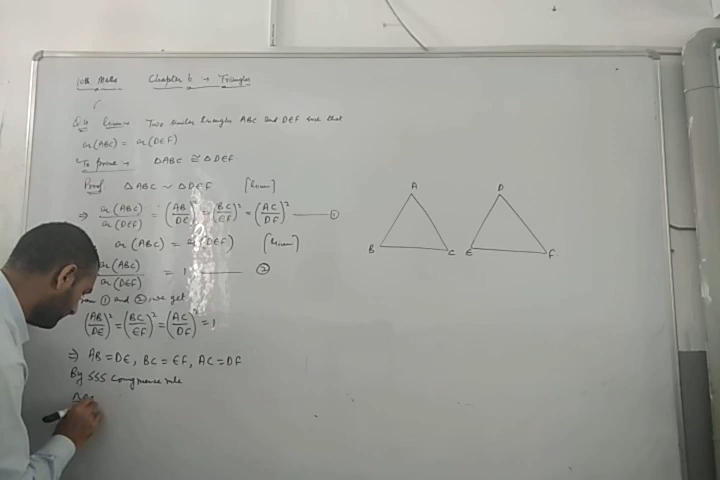 10th Maths Chapter 6 → Triangles
Q.4 Given → Two similar triangles ABC and DEF such that
ar(ABC) = ar(DEF)
To prove → ΔABC ≅ ΔDEF
Proof ΔABC ~ ΔDEF [Given]
⇒ ar(ABC)/ar(DEF) = (AB/DE)² = (BC/EF)² = (AC/DF)² —— ①
ar(ABC) = ar(DEF) [Given]
ar(ABC)/ar(DEF) = 1 —— ②
① and ②, we get
(AB/DE)² = (BC/EF)² = (AC/DF)² = 1
⇒ AB = DE, BC = EF, AC = DF
By SSS congruence rule
A
B
C
D
E
F